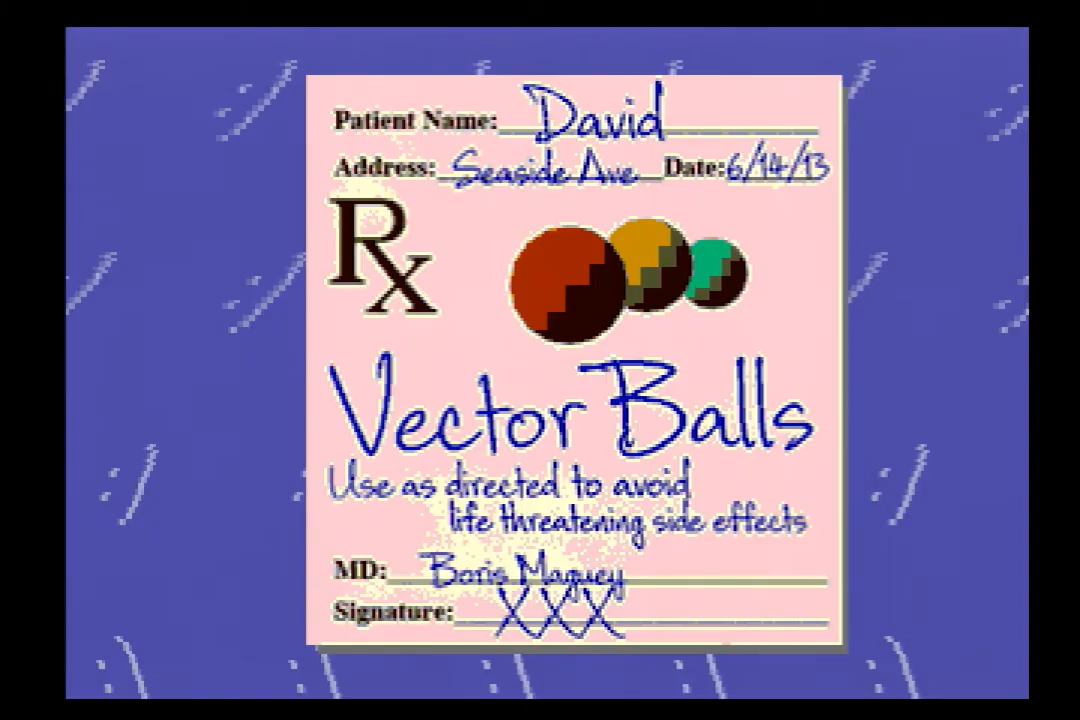 Patient Name: David
Address: Seaside Ave Date: 6/14/13
Rx
Vector Balls
Use as directed to avoid
life threatening side effects
MD: Boris Maguey
Signature: XXX